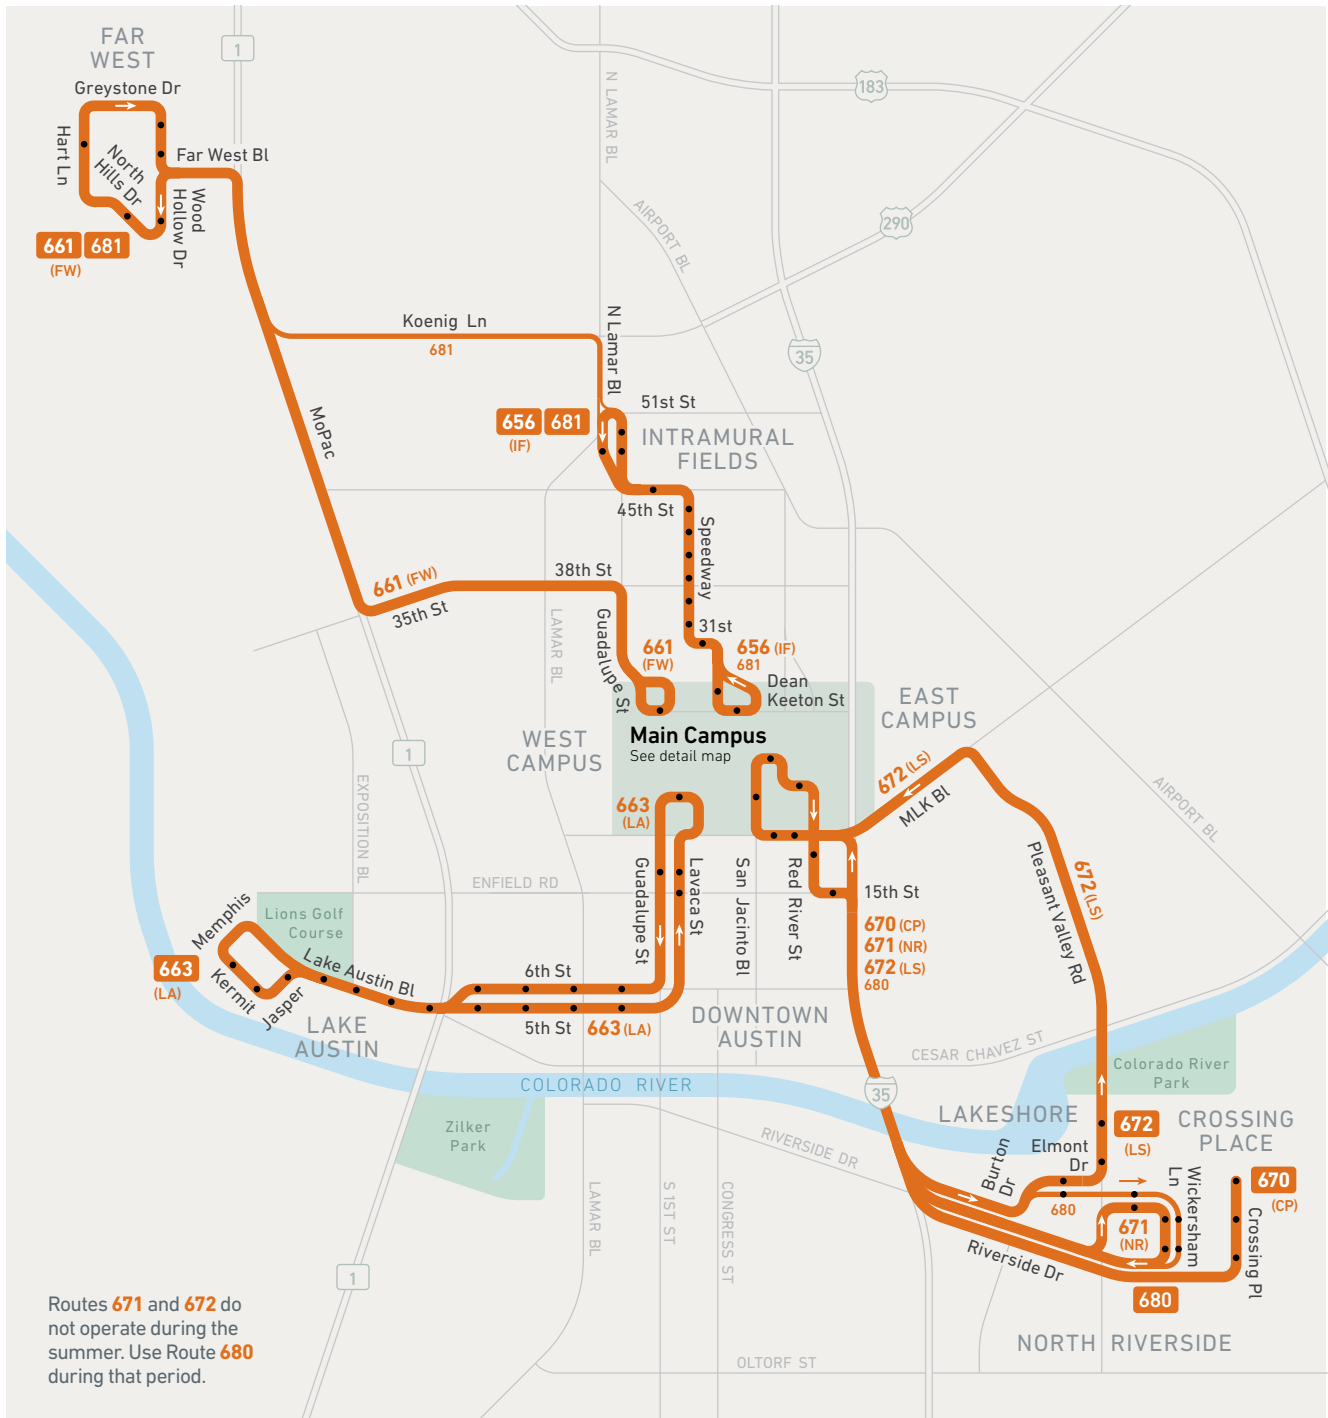 FAR
WEST
1
Greystone Dr
183
N LAMAR BL
Hart Ln
North
Hills Dr
Far West Bl
Wood
Hollow Dr
AIRPORT BL
290
661 681
(FW)
Koenig Ln
681
N Lamar Bl
35
MoPac
656 681
(IF)
51st St
INTRAMURAL
FIELDS
45th St
Speedway
661 (FW)
35th St
38th St
LAMAR BL
Guadalupe St
31st
661
(FW)
656 (IF)
681
Dean
Keeton St
EAST
CAMPUS
WEST
CAMPUS
Main Campus
See detail map
1
EXPOSITION BL
672 (LS)
MLK Bl
AIRPORT BL
663
(LA)
Guadalupe St
Lavaca St
San Jacinto Bl
Red River St
Pleasant Valley Rd
672 (LS)
ENFIELD RD
15th St
Lions Golf
Course
Memphis
Kermit
Jasper
Lake Austin Bl
663
(LA)
670 (CP)
671 (NR)
672 (LS)
680
6th St
5th St
663 (LA)
LAKE
AUSTIN
DOWNTOWN
AUSTIN
CESAR CHAVEZ ST
COLORADO RIVER
35
Colorado River
Park
LAKESHORE
CROSSING
PLACE
Zilker
Park
RIVERSIDE DR
Burton
Dr
Elmont
Dr
672
(LS)
Wickersham
Ln
670
(CP)
Crossing Pl
680
671
(NR)
LAMAR BL
S 1ST ST
CONGRESS ST
Riverside Dr
1
680
NORTH RIVERSIDE
OLTORF ST
Routes 671 and 672 do
not operate during the
summer. Use Route 680
during that period.